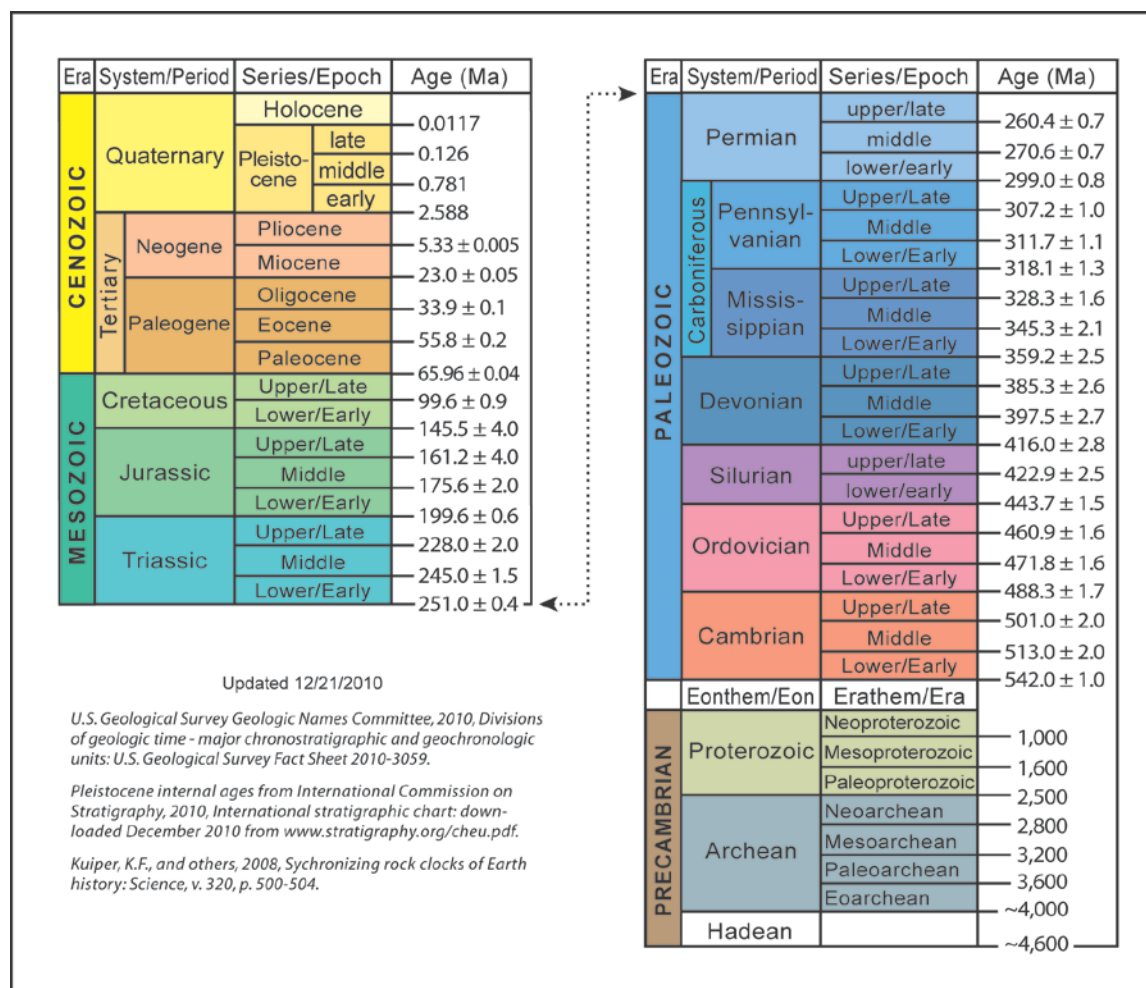 Era System/Period Series/Epoch Age (Ma)
CENOZOIC
Quaternary
Holocene
0.0117
Pleisto-
cene
late
0.126
middle
0.781
early
2.588
Tertiary
Neogene
Pliocene
5.33 ± 0.005
Miocene
23.0 ± 0.05
Paleogene
Oligocene
33.9 ± 0.1
Eocene
55.8 ± 0.2
Paleocene
65.96 ± 0.04
MESOZOIC
Cretaceous
Upper/Late
99.6 ± 0.9
Lower/Early
145.5 ± 4.0
Jurassic
Upper/Late
161.2 ± 4.0
Middle
175.6 ± 2.0
Lower/Early
199.6 ± 0.6
Triassic
Upper/Late
228.0 ± 2.0
Middle
245.0 ± 1.5
Lower/Early
251.0 ± 0.4
Updated 12/21/2010
U.S. Geological Survey Geologic Names Committee, 2010, Divisions
of geologic time - major chronostratigraphic and geochronologic
units: U.S. Geological Survey Fact Sheet 2010-3059.
Pleistocene internal ages from International Commission on
Stratigraphy, 2010, International stratigraphic chart: down-
loaded December 2010 from www.stratigraphy.org/cheu.pdf.
Kuiper, K.F., and others, 2008, Sychronizing rock clocks of Earth
history: Science, v. 320, p. 500-504.
Era System/Period Series/Epoch Age (Ma)
PALEOZOIC
Permian
upper/late
260.4 ± 0.7
middle
270.6 ± 0.7
lower/early
299.0 ± 0.8
Carboniferous
Pennsyl-
vanian
Upper/Late
307.2 ± 1.0
Middle
311.7 ± 1.1
Lower/Early
318.1 ± 1.3
Missis-
sippian
Upper/Late
328.3 ± 1.6
Middle
345.3 ± 2.1
Lower/Early
359.2 ± 2.5
Devonian
Upper/Late
385.3 ± 2.6
Middle
397.5 ± 2.7
Lower/Early
416.0 ± 2.8
Silurian
upper/late
422.9 ± 2.5
lower/early
443.7 ± 1.5
Ordovician
Upper/Late
460.9 ± 1.6
Middle
471.8 ± 1.6
Lower/Early
488.3 ± 1.7
Cambrian
Upper/Late
501.0 ± 2.0
Middle
513.0 ± 2.0
Lower/Early
542.0 ± 1.0
Eonthem/Eon Erathem/Era
PRECAMBRIAN
Proterozoic
Neoproterozoic
1,000
Mesoproterozoic
1,600
Paleoproterozoic
2,500
Archean
Neoarchean
2,800
Mesoarchean
3,200
Paleoarchean
3,600
Eoarchean
~4,000
Hadean
~4,600